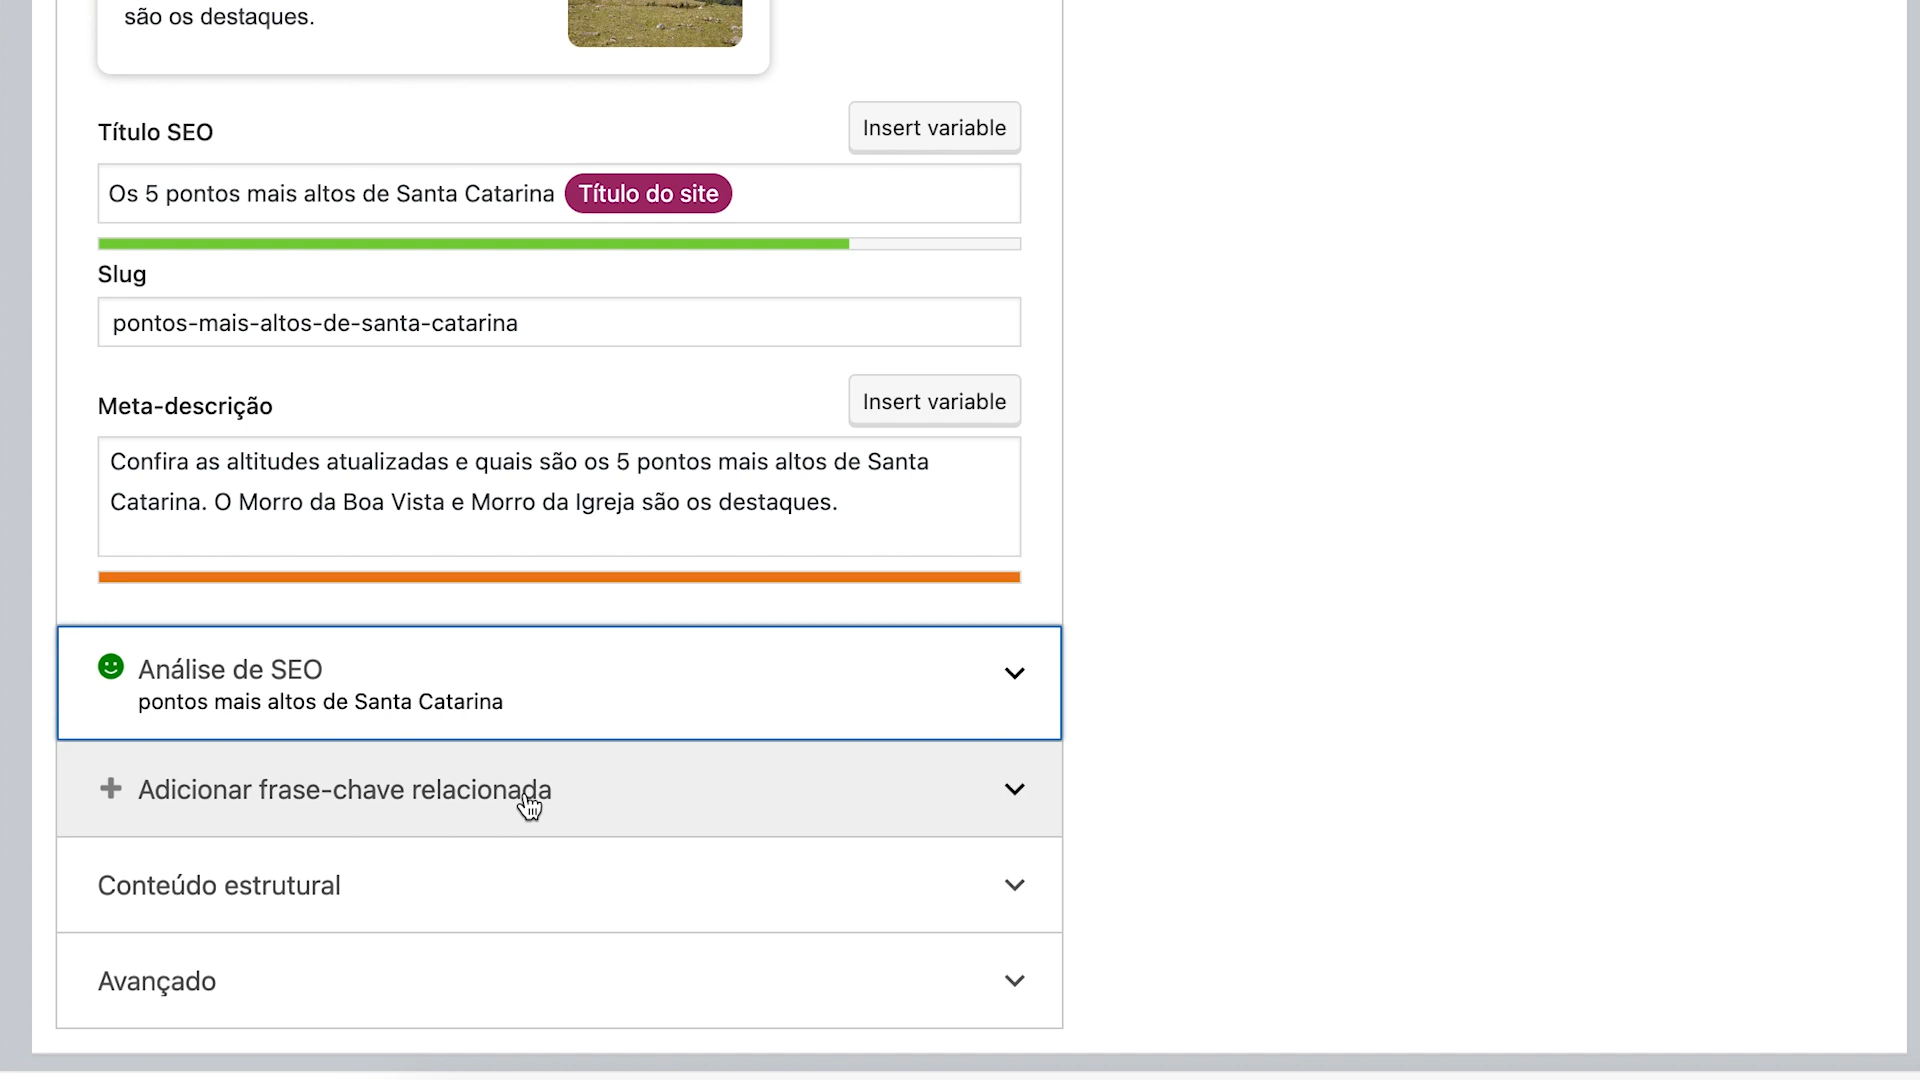 são os destaques.
Título SEO
Insert variable
Os 5 pontos mais altos de Santa Catarina Título do site
Slug
pontos-mais-altos-de-santa-catarina
Meta-descrição
Insert variable
Confira as altitudes atualizadas e quais são os 5 pontos mais altos de Santa
Catarina. O Morro da Boa Vista e Morro da Igreja são os destaques.
Análise de SEO
pontos mais altos de Santa Catarina
Adicionar frase-chave relacionada
Conteúdo estrutural
Avançado